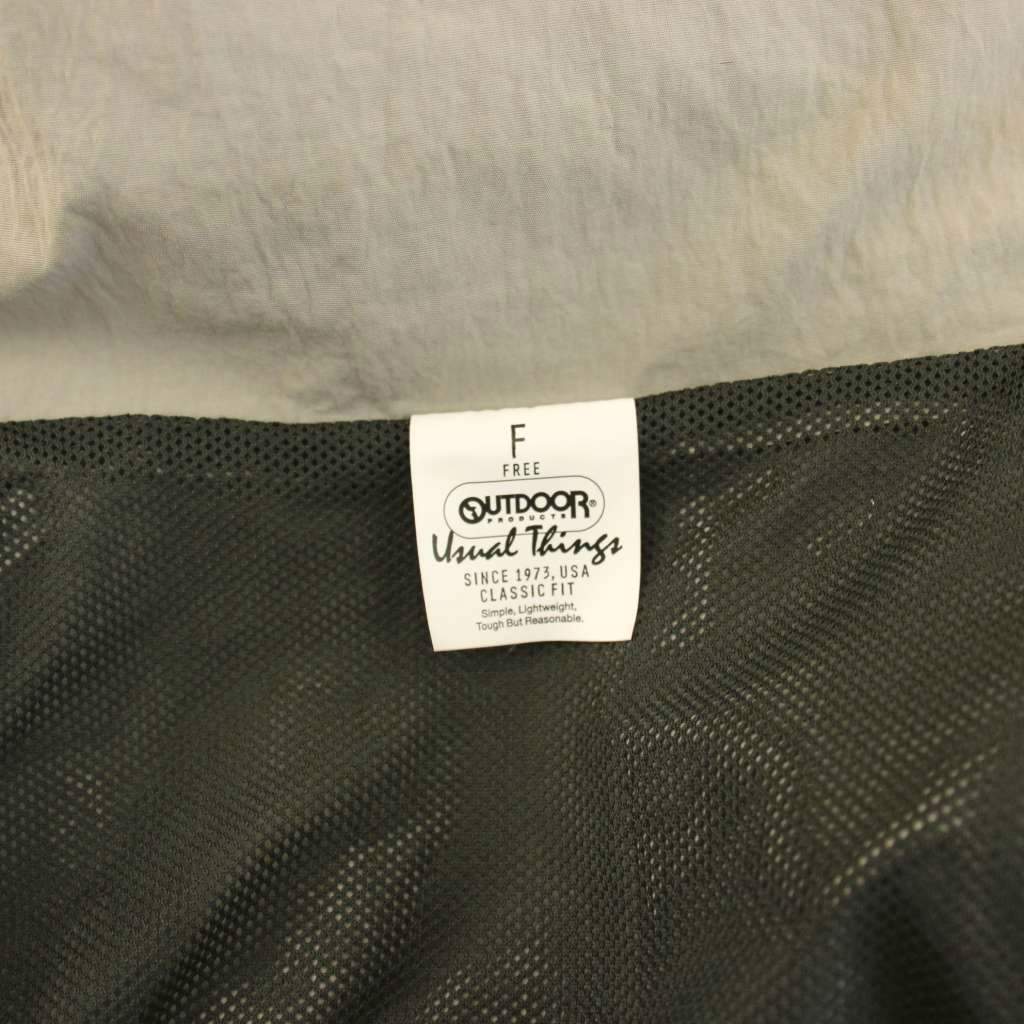 F
FREE
OUTDOOR®
PRODUCTS
Usual Things
SINCE 1973, USA
CLASSIC FIT
Simple, Lightweight,
Tough But Reasonable.